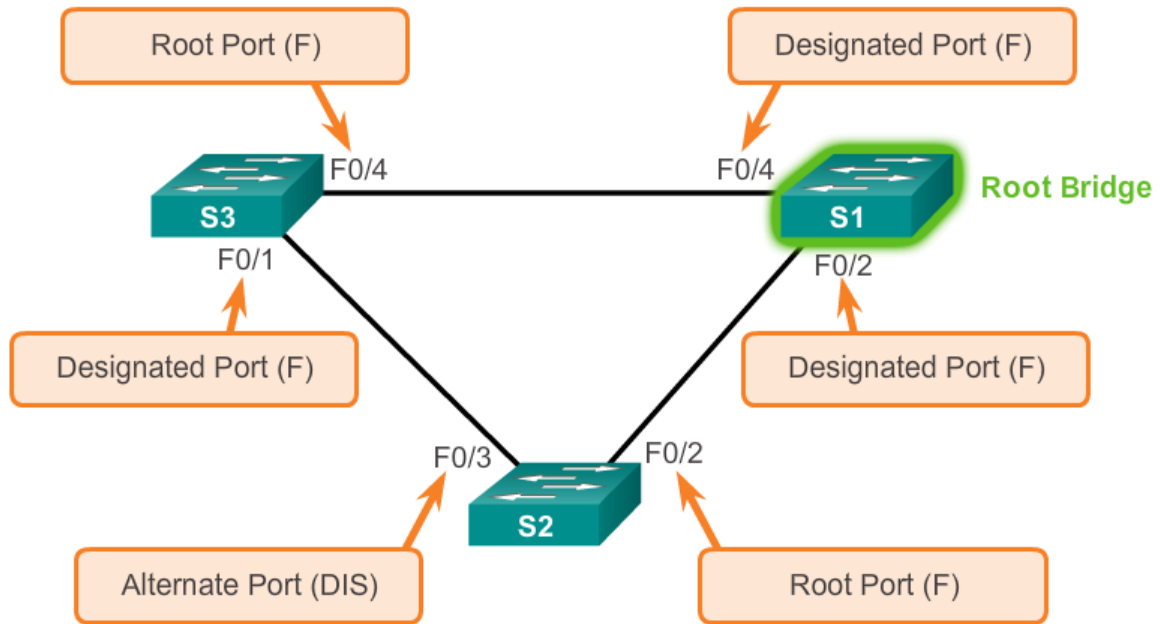 Root Port (F)
Designated Port (F)
F0/4
F0/4
S3
S1
Root Bridge
F0/1
F0/2
Designated Port (F)
Designated Port (F)
F0/3
F0/2
S2
Alternate Port (DIS)
Root Port (F)